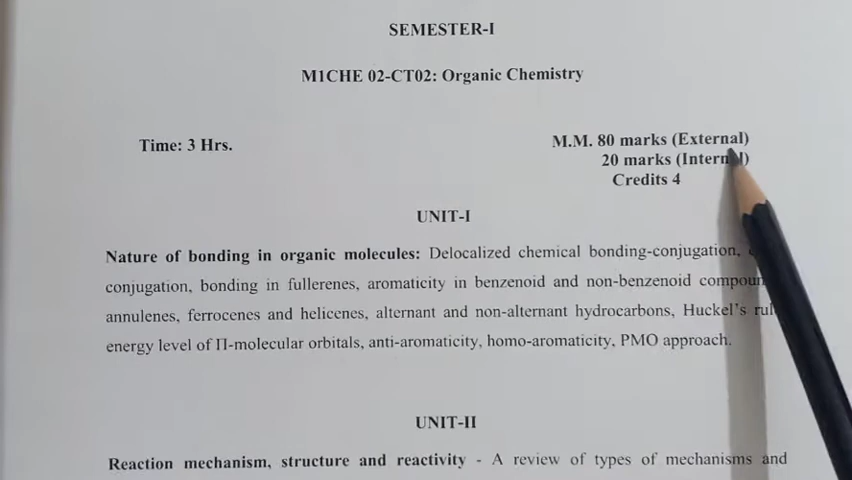 SEMESTER-I
M1CHE 02-CT02: Organic Chemistry
Time: 3 Hrs.
M.M. 80 marks (External)
20 marks (Internal)
Credits 4
UNIT-I
Nature of bonding in organic molecules: Delocalized chemical bonding-conjugation,
conjugation, bonding in fullerenes, aromaticity in benzenoid and non-benzenoid
annulenes, ferrocenes and helicenes, alternant and non-alternant hydrocarbons, Huckel's
energy level of Π-molecular orbitals, anti-aromaticity, homo-aromaticity, PMO approach.
UNIT-II
Reaction mechanism, structure and reactivity - A review of types of mechanisms and